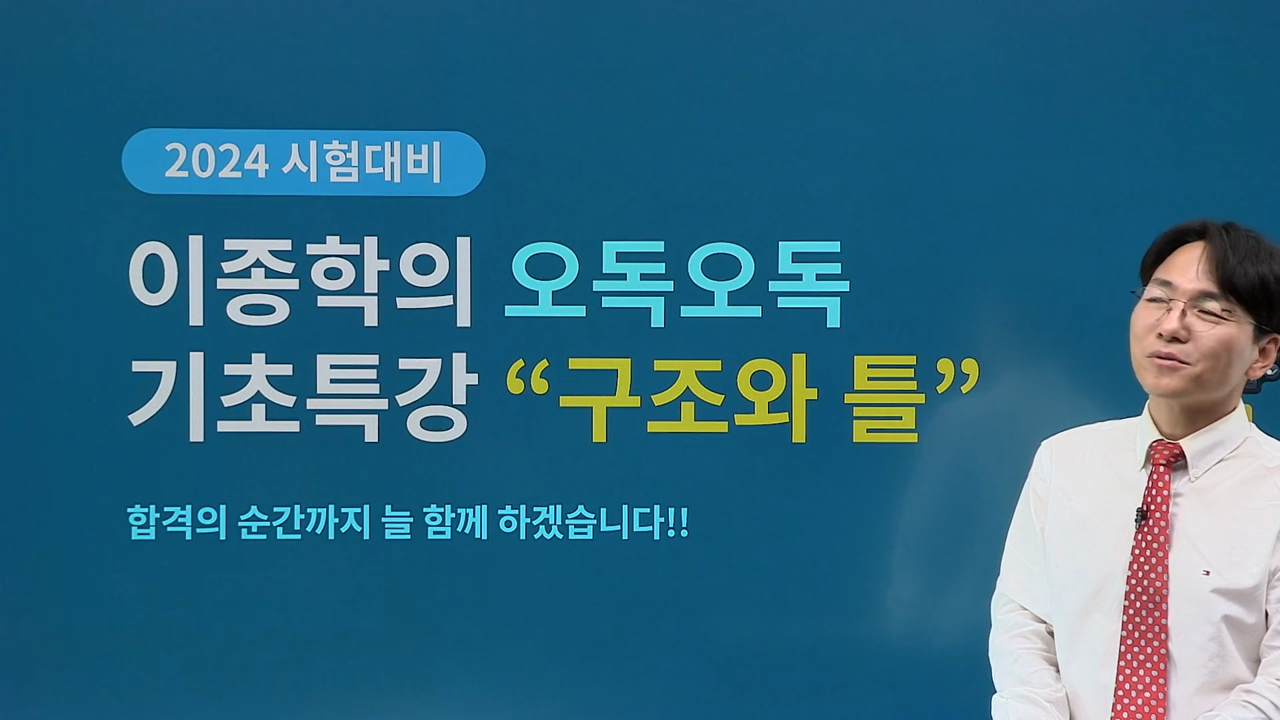 2024 시험대비
이종학의 오독오독
기초특강 “구조와 틀”
합격의 순간까지 늘 함께 하겠습니다!!